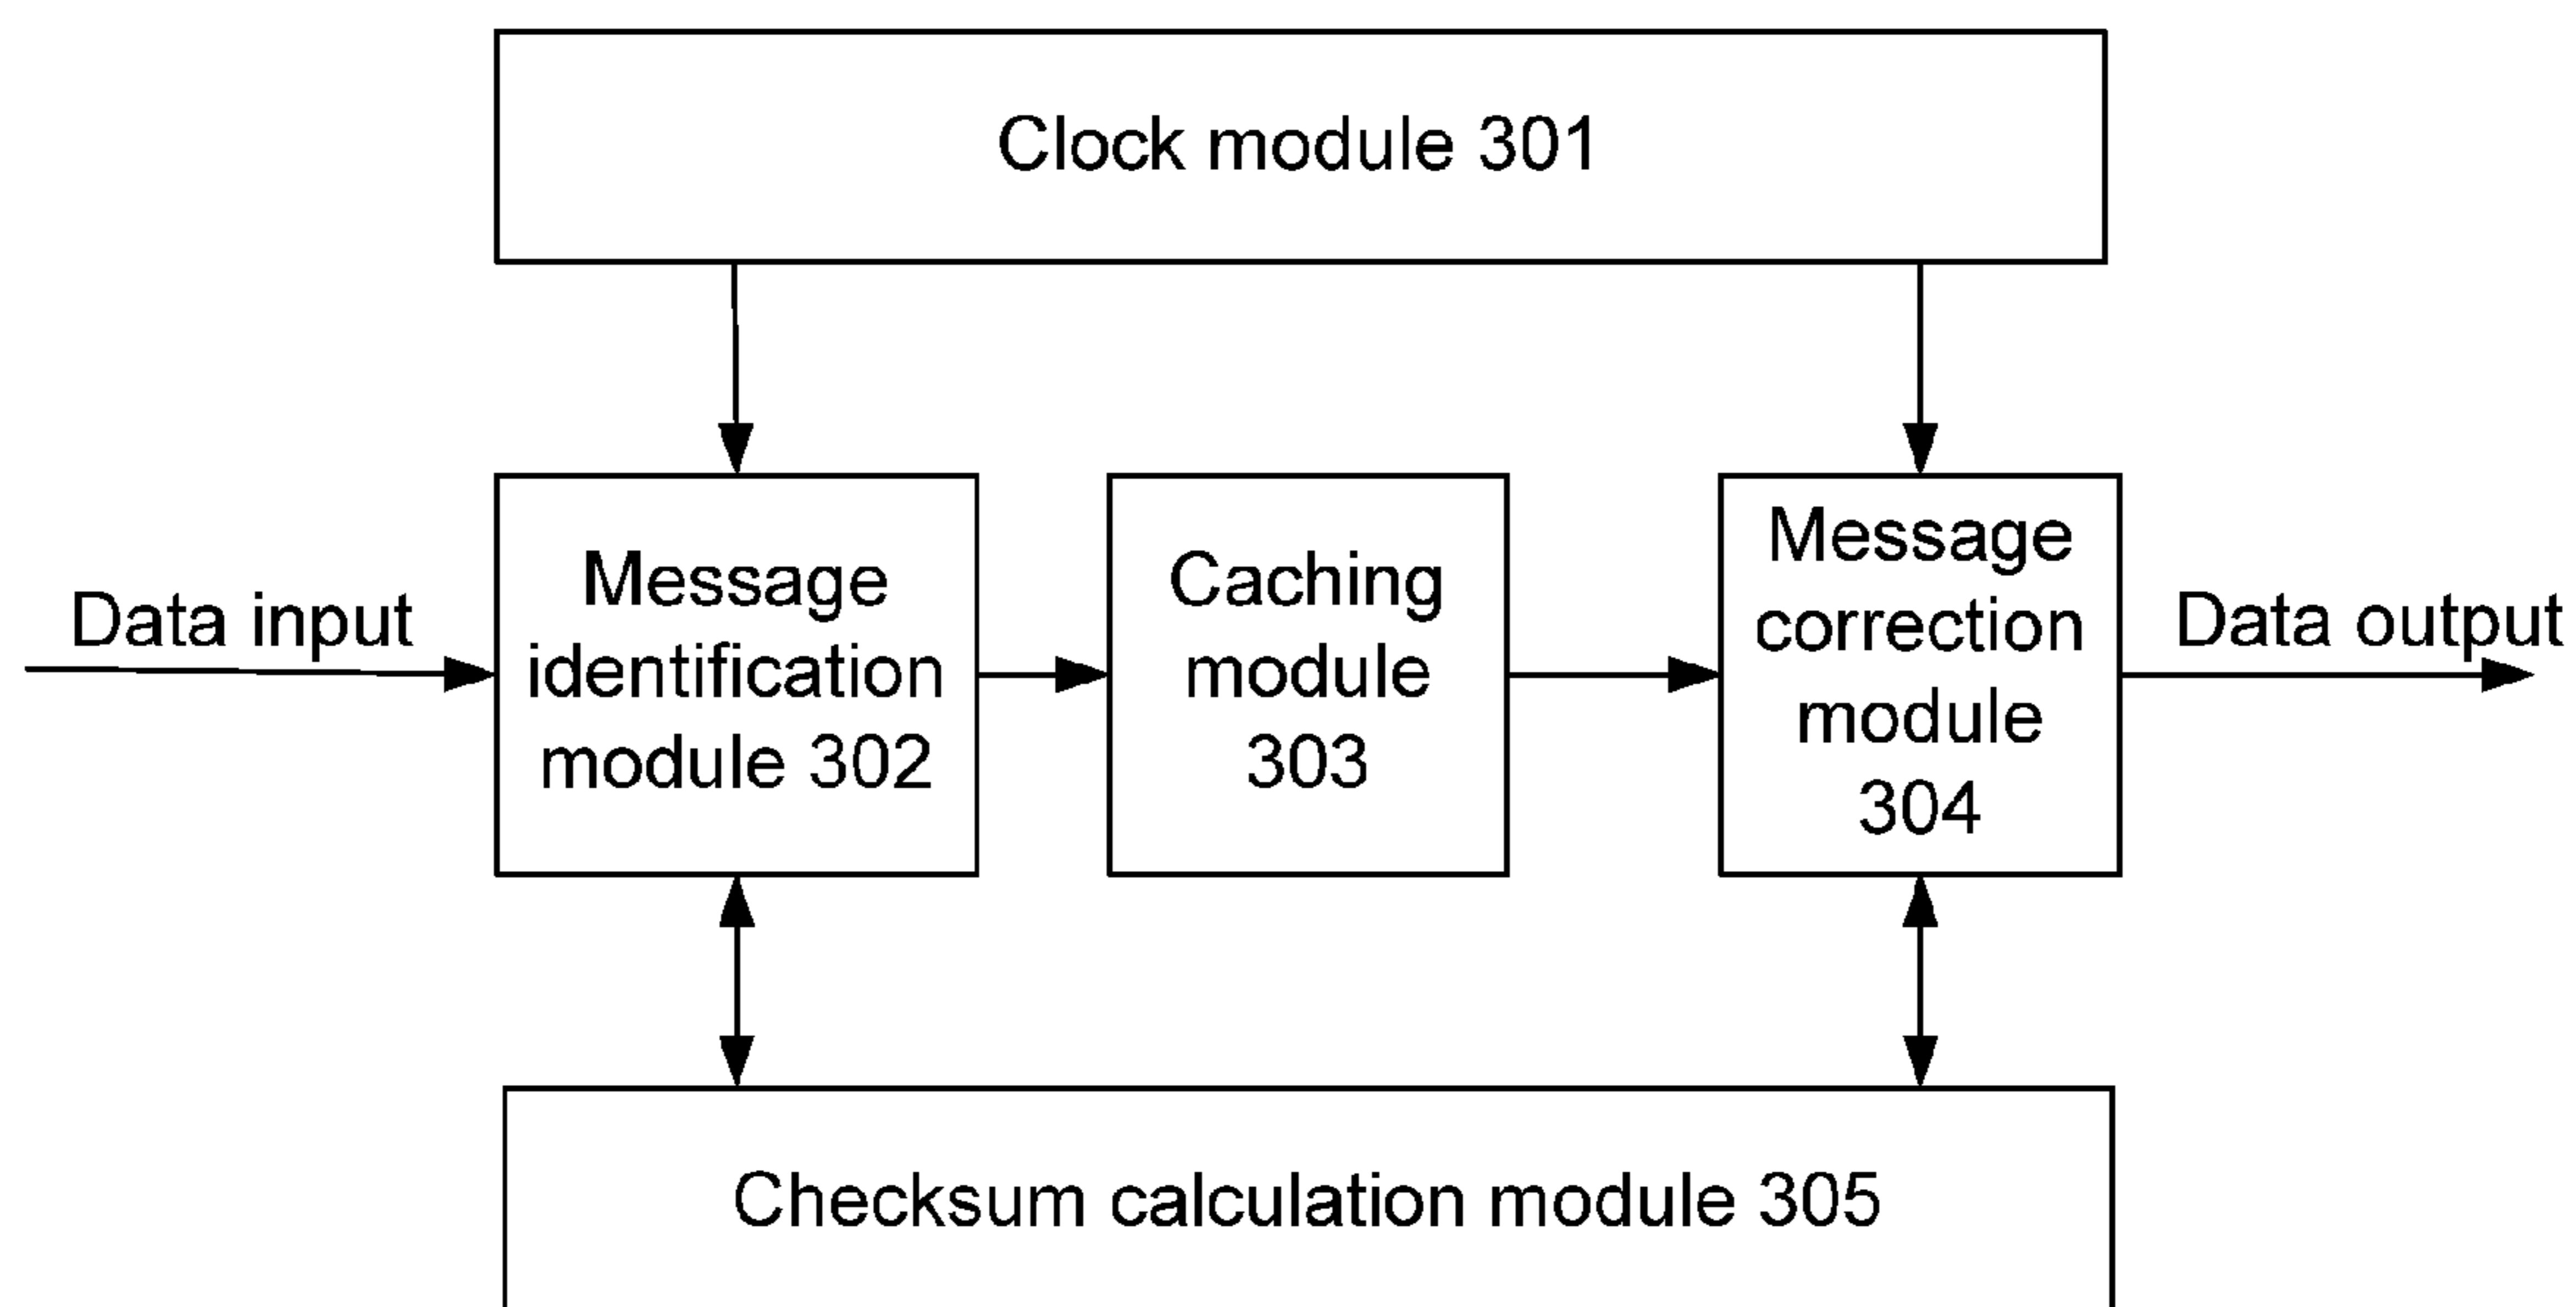 Clock module 301
Data input
Message
identification
module 302
Caching
module
303
Message
correction
module
304
Data output
Checksum calculation module 305